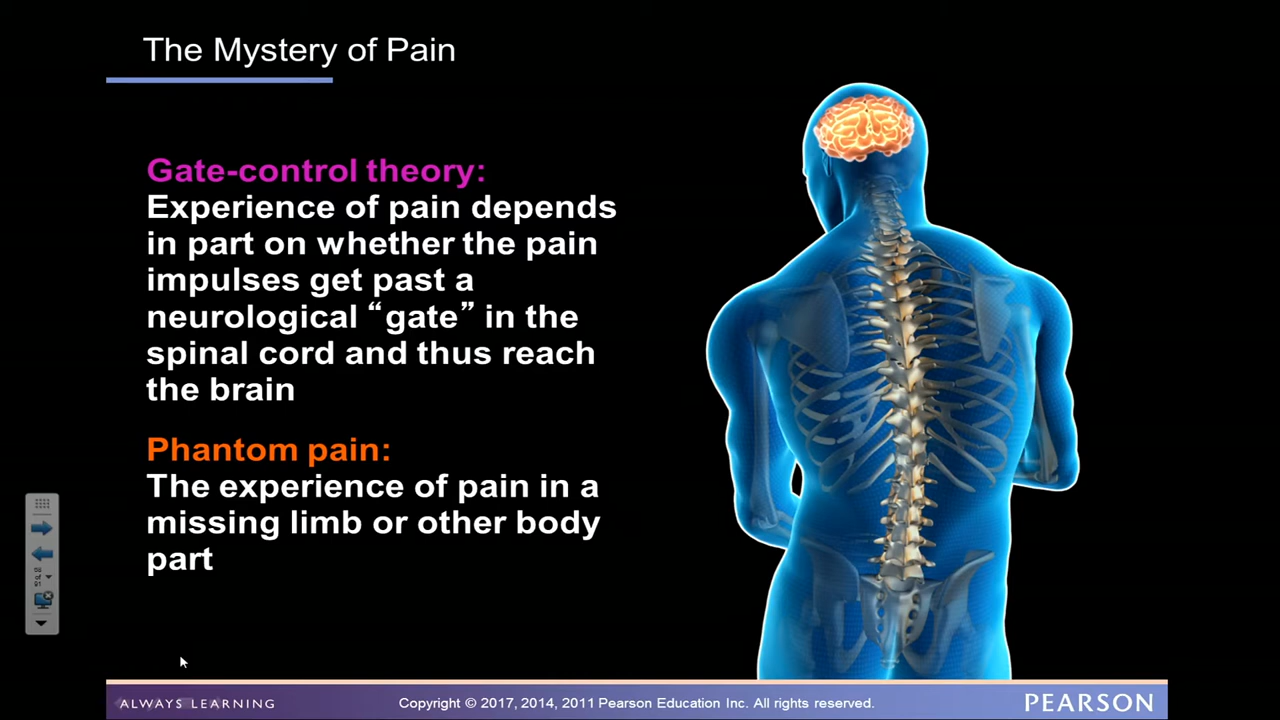 The Mystery of Pain
Gate-control theory:
Experience of pain depends
in part on whether the pain
impulses get past a
neurological “gate” in the
spinal cord and thus reach
the brain
Phantom pain:
The experience of pain in a
missing limb or other body
part
58
of
91
ALWAYS LEARNING
Copyright © 2017, 2014, 2011 Pearson Education Inc. All rights reserved.
PEARSON